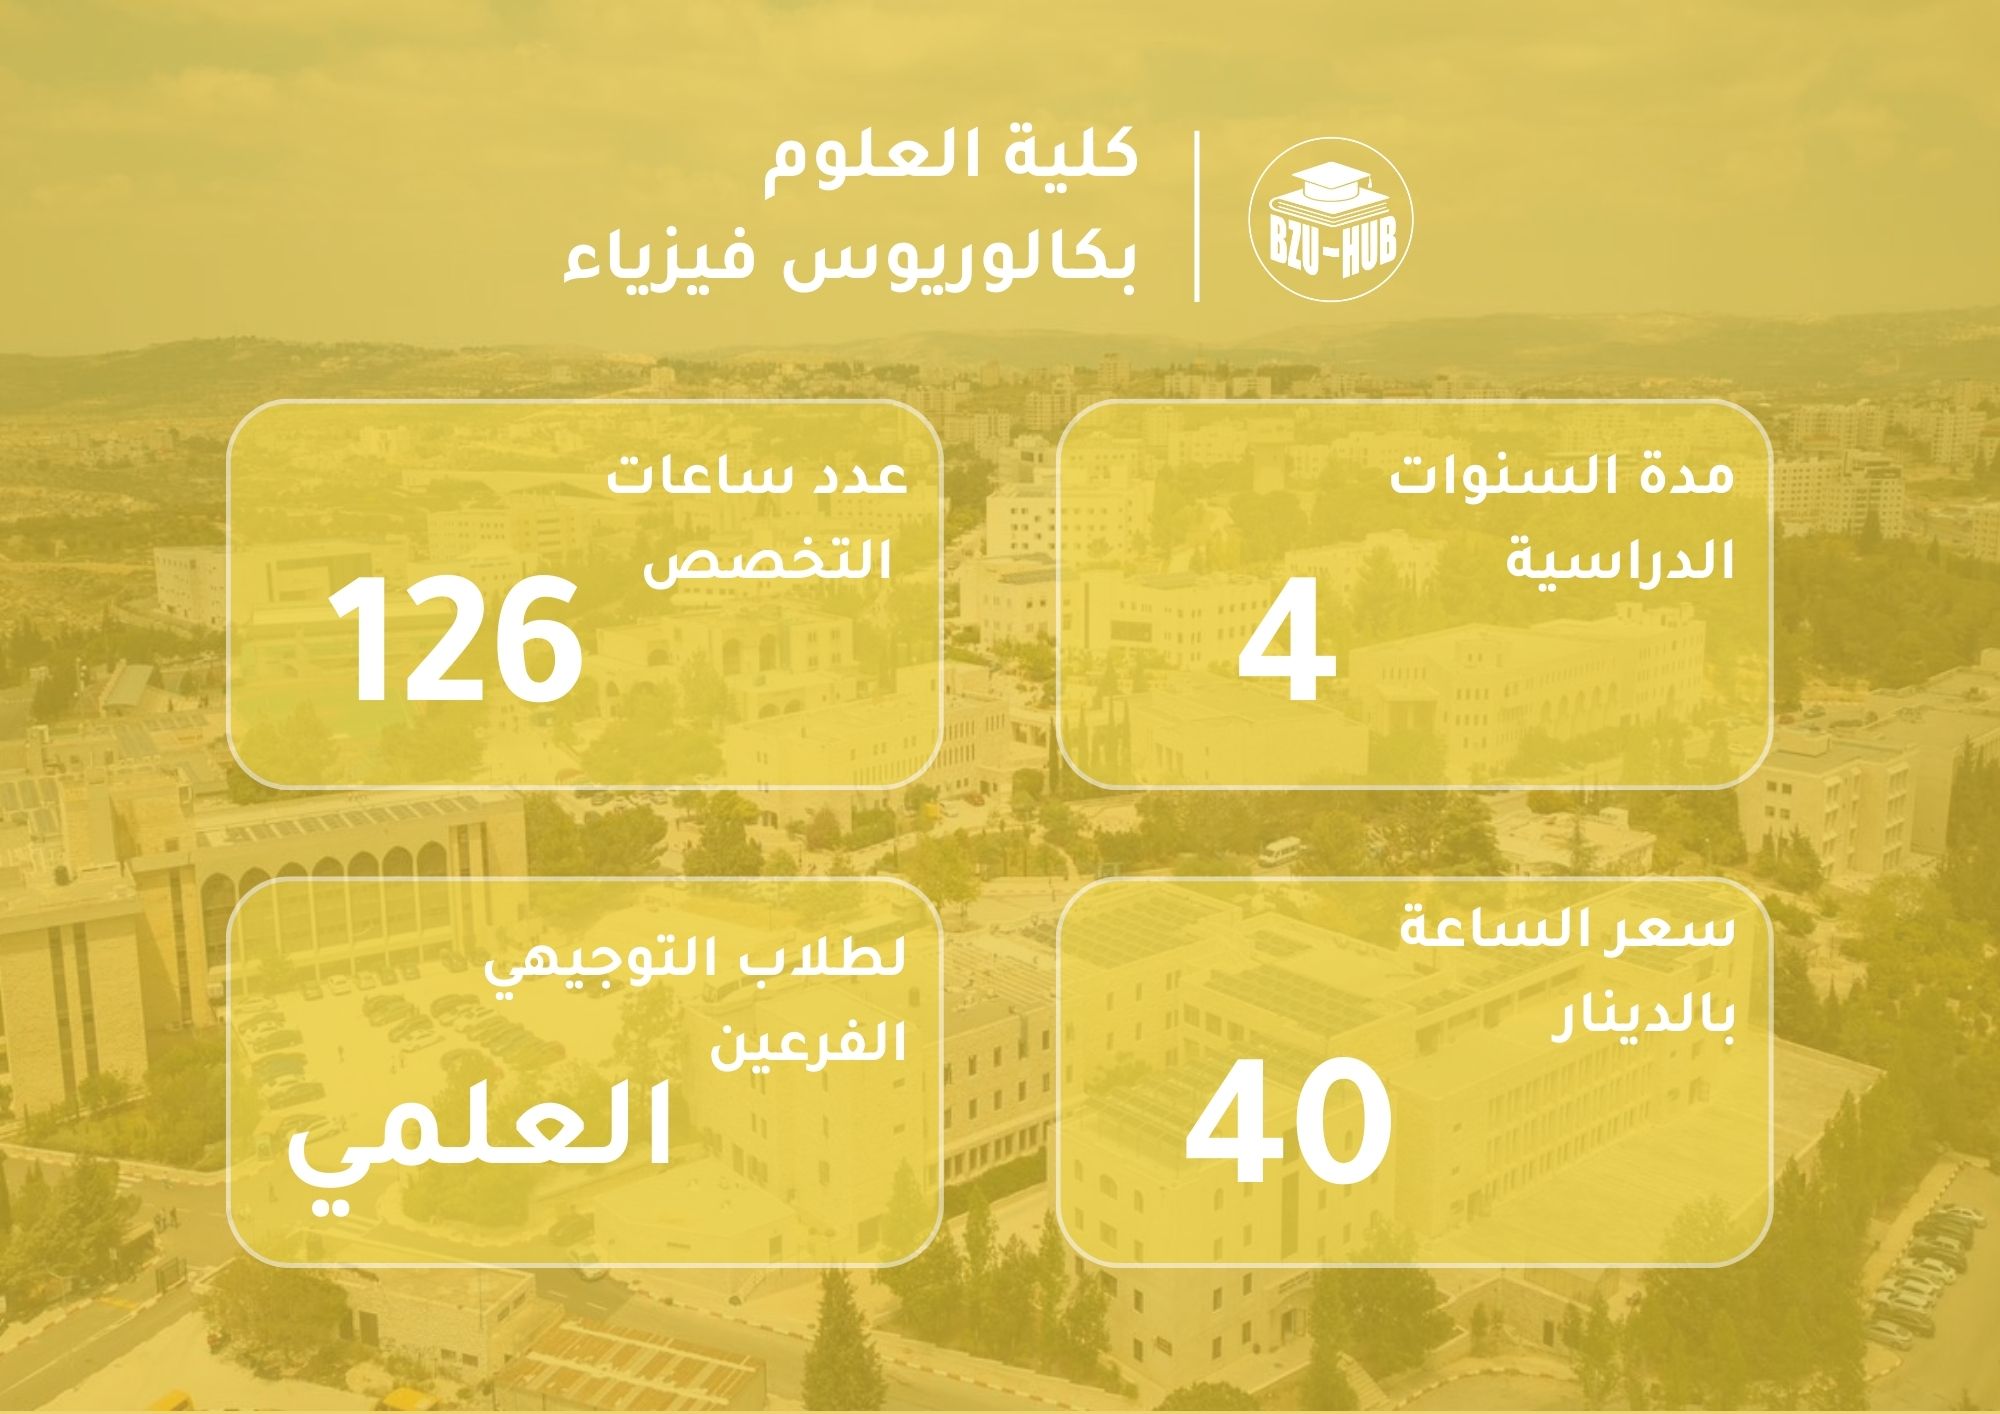 كلية العلوم
بكالوريوس فيزياء
BZU-HUB
مدة السنوات
الدراسية
4
عدد ساعات
التخصص
126
سعر الساعة
بالدينار
40
لطلاب التوجيهي
الفرعين
العلمي